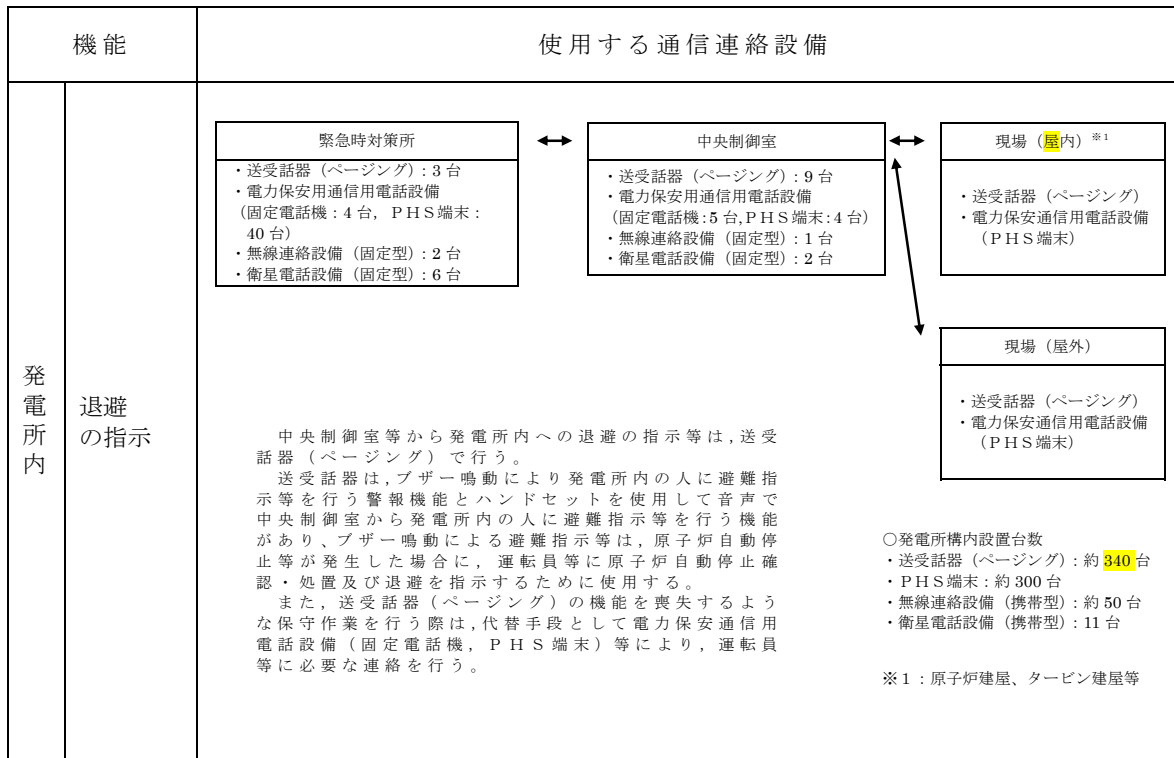 機能
使用する通信連絡設備
発電所内
退避
の指示
緊急時対策所
・送受話器（ページング）：3 台
・電力保安用通信用電話設備
（固定電話機：4 台，ＰＨＳ端末：
40 台）
・無線連絡設備（固定型）：2 台
・衛星電話設備（固定型）：6 台
中央制御室
・送受話器（ページング）：9 台
・電力保安用通信用電話設備
（固定電話機：5 台，ＰＨＳ端末：4 台）
・無線連絡設備（固定型）：1 台
・衛星電話設備（固定型）：2 台
現場（屋内）※1
・送受話器（ページング）
・電力保安通信用電話設備
（ＰＨＳ端末）
現場（屋外）
・送受話器（ページング）
・電力保安通信用電話設備
（ＰＨＳ端末）
中央制御室等から発電所内への退避の指示等は，送受
話器（ページング）で行う。
送受話器は，ブザー鳴動により発電所内の人に避難指
示等を行う警報機能とハンドセットを使用して音声で
中央制御室から発電所内の人に避難指示等を行う機能
があり、ブザー鳴動による避難指示等は，原子炉自動停
止等が発生した場合に，運転員等に原子炉自動停止確
認・処置及び退避を指示するために使用する。
また，送受話器（ページング）の機能を喪失するよう
な保守作業を行う際は，代替手段として電力保安通信用
電話設備（固定電話機，ＰＨＳ端末）等により，運転員
等に必要な連絡を行う。
○発電所構内設置台数
・送受話器（ページング）：約 340 台
・ＰＨＳ端末：約 300 台
・無線連絡設備（携帯型）：約 50 台
・衛星電話設備（携帯型）：11 台
※１：原子炉建屋、タービン建屋等